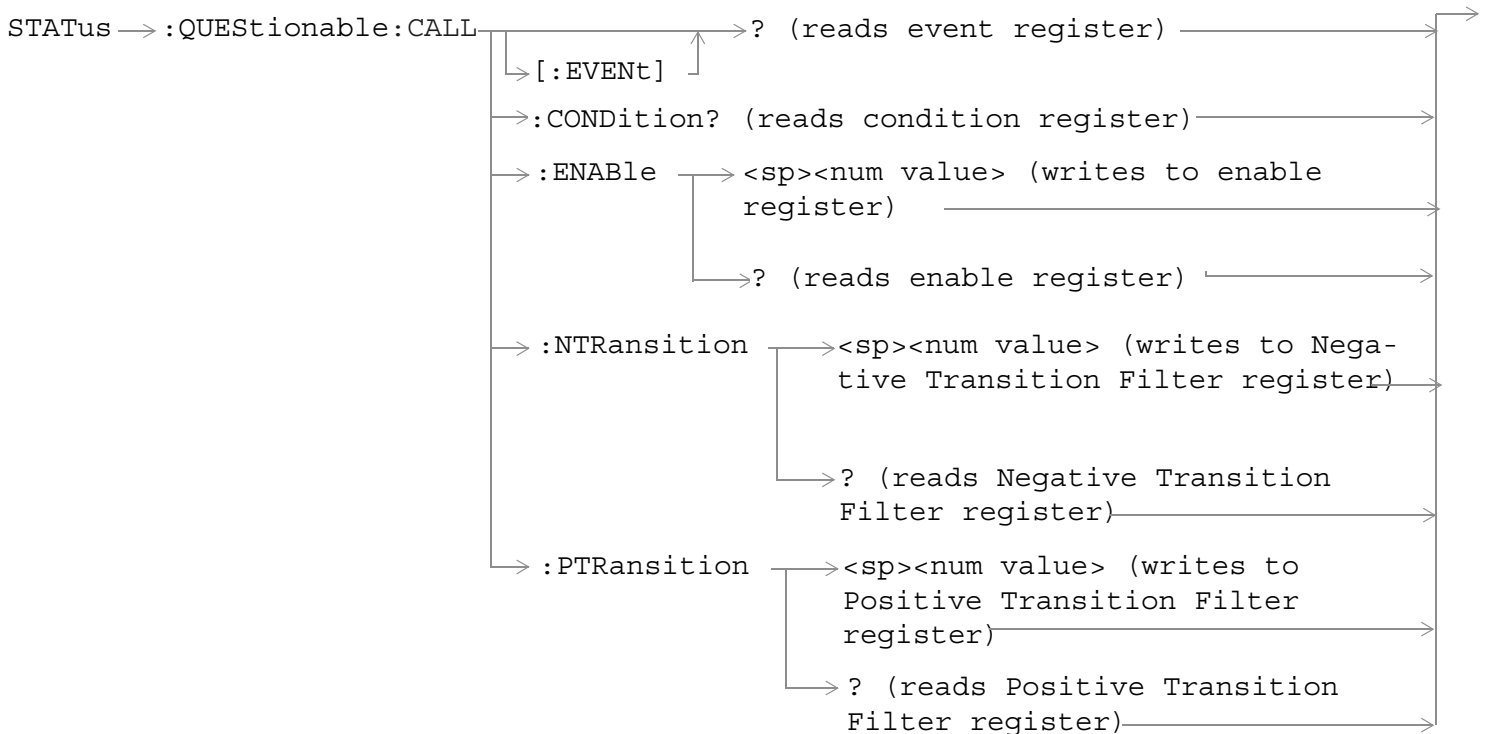 STATus :QUEStionable:CALL ? (reads event register)
[:EVENt]
:CONDition? (reads condition register)
:ENABle <sp><num value> (writes to enable
register)
? (reads enable register)
:NTRansition <sp><num value> (writes to Nega-
tive Transition Filter register)
? (reads Negative Transition
Filter register)
:PTRansition <sp><num value> (writes to
Positive Transition Filter
register)
? (reads Positive Transition
Filter register)